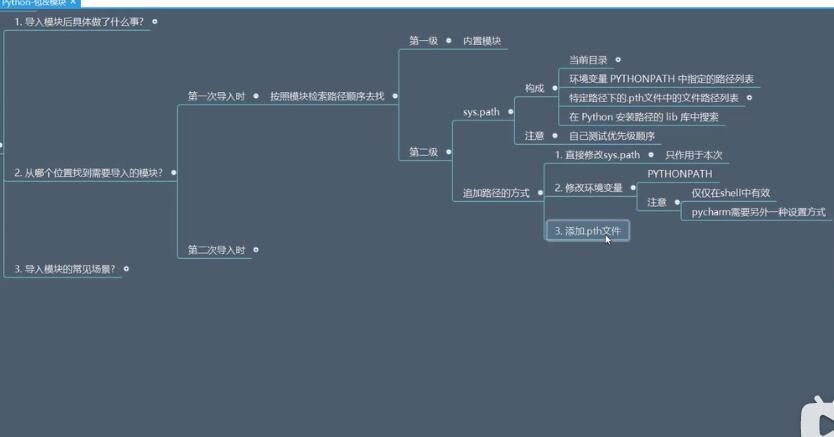 Python-包&模块
1. 导入模块后具体做了什么事?
2. 从哪个位置找到需要导入的模块?
第一次导入时
按照模块检索路径顺序去找
第一级
内置模块
第二级
sys.path
构成
当前目录
环境变量 PYTHONPATH 中指定的路径列表
特定路径下的.pth文件中的文件路径列表
在 Python 安装路径的 lib 库中搜索
注意
自己测试优先级顺序
追加路径的方式
1. 直接修改sys.path
只作用于本次
2. 修改环境变量
PYTHONPATH
注意
仅仅在shell中有效
pycharm需要另外一种设置方式
3. 添加.pth文件
第二次导入时
3. 导入模块的常见场景?